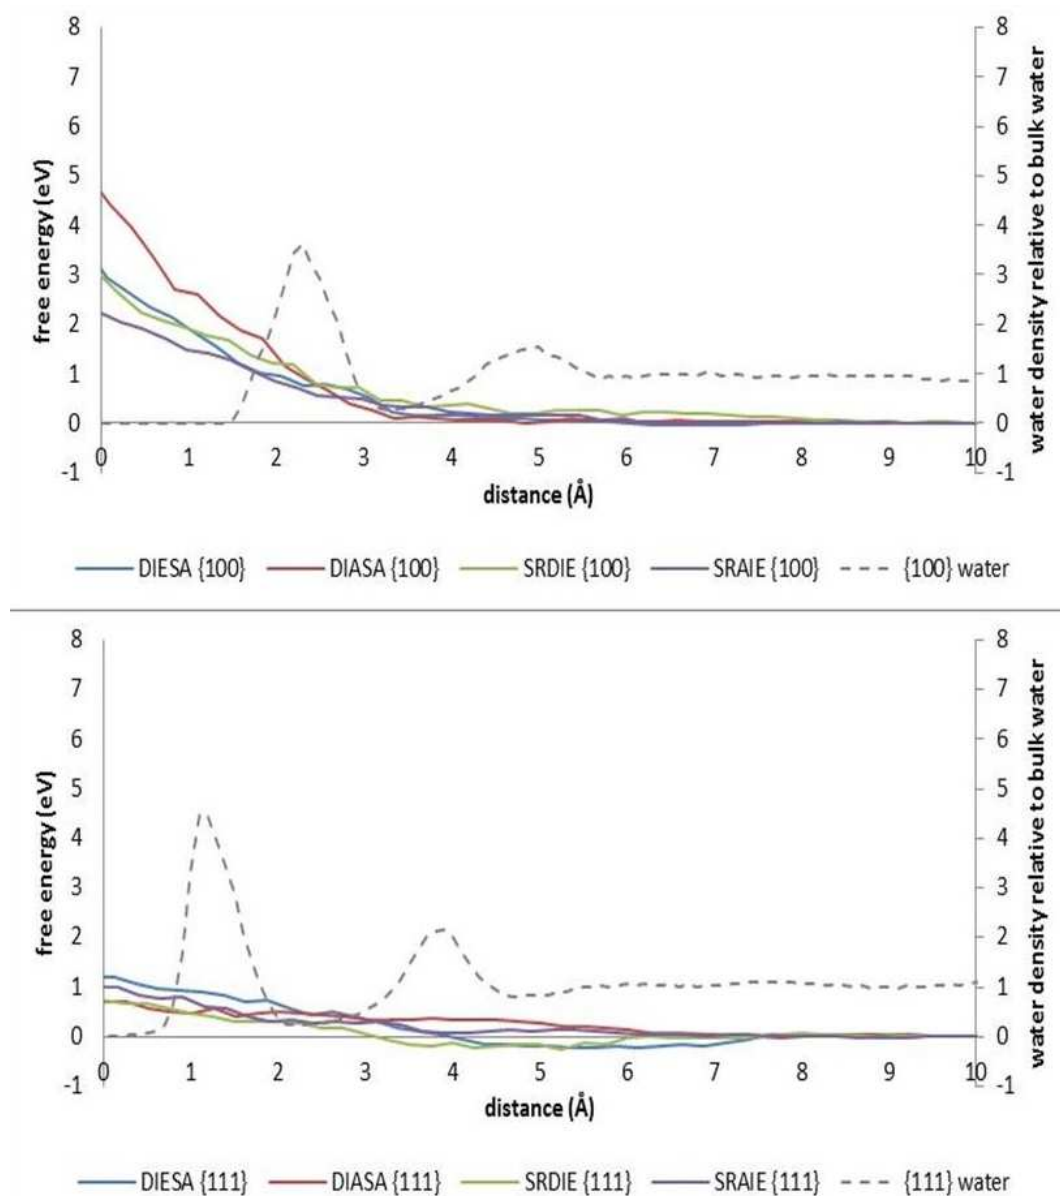 8 8
7 7
6 6
5 5
4 4
3 3
2 2
1 1
0 0
-1 0 1 2 3 4 5 6 7 8 9 10 -1
free energy (eV)
water density relative to bulk water
distance (Å)
DIESA {100} DIASA {100} SRDIE {100} SRAIE {100} {100} water
8 8
7 7
6 6
5 5
4 4
3 3
2 2
1 1
0 0
-1 0 1 2 3 4 5 6 7 8 9 10 -1
free energy (eV)
water density relative to bulk water
distance (Å)
DIESA {111} DIASA {111} SRDIE {111} SRAIE {111} {111} water